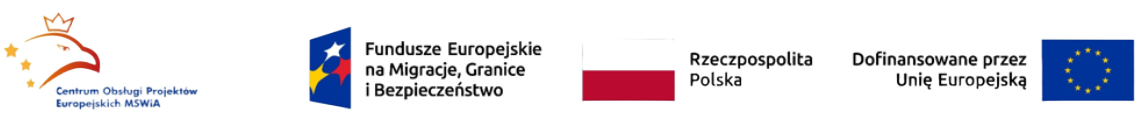 Centrum Obsługi Projektów
Europejskich MSWiA
Fundusze Europejskie
na Migracje, Granice
i Bezpieczeństwo
Rzeczpospolita
Polska
Dofinansowane przez
Unię Europejską